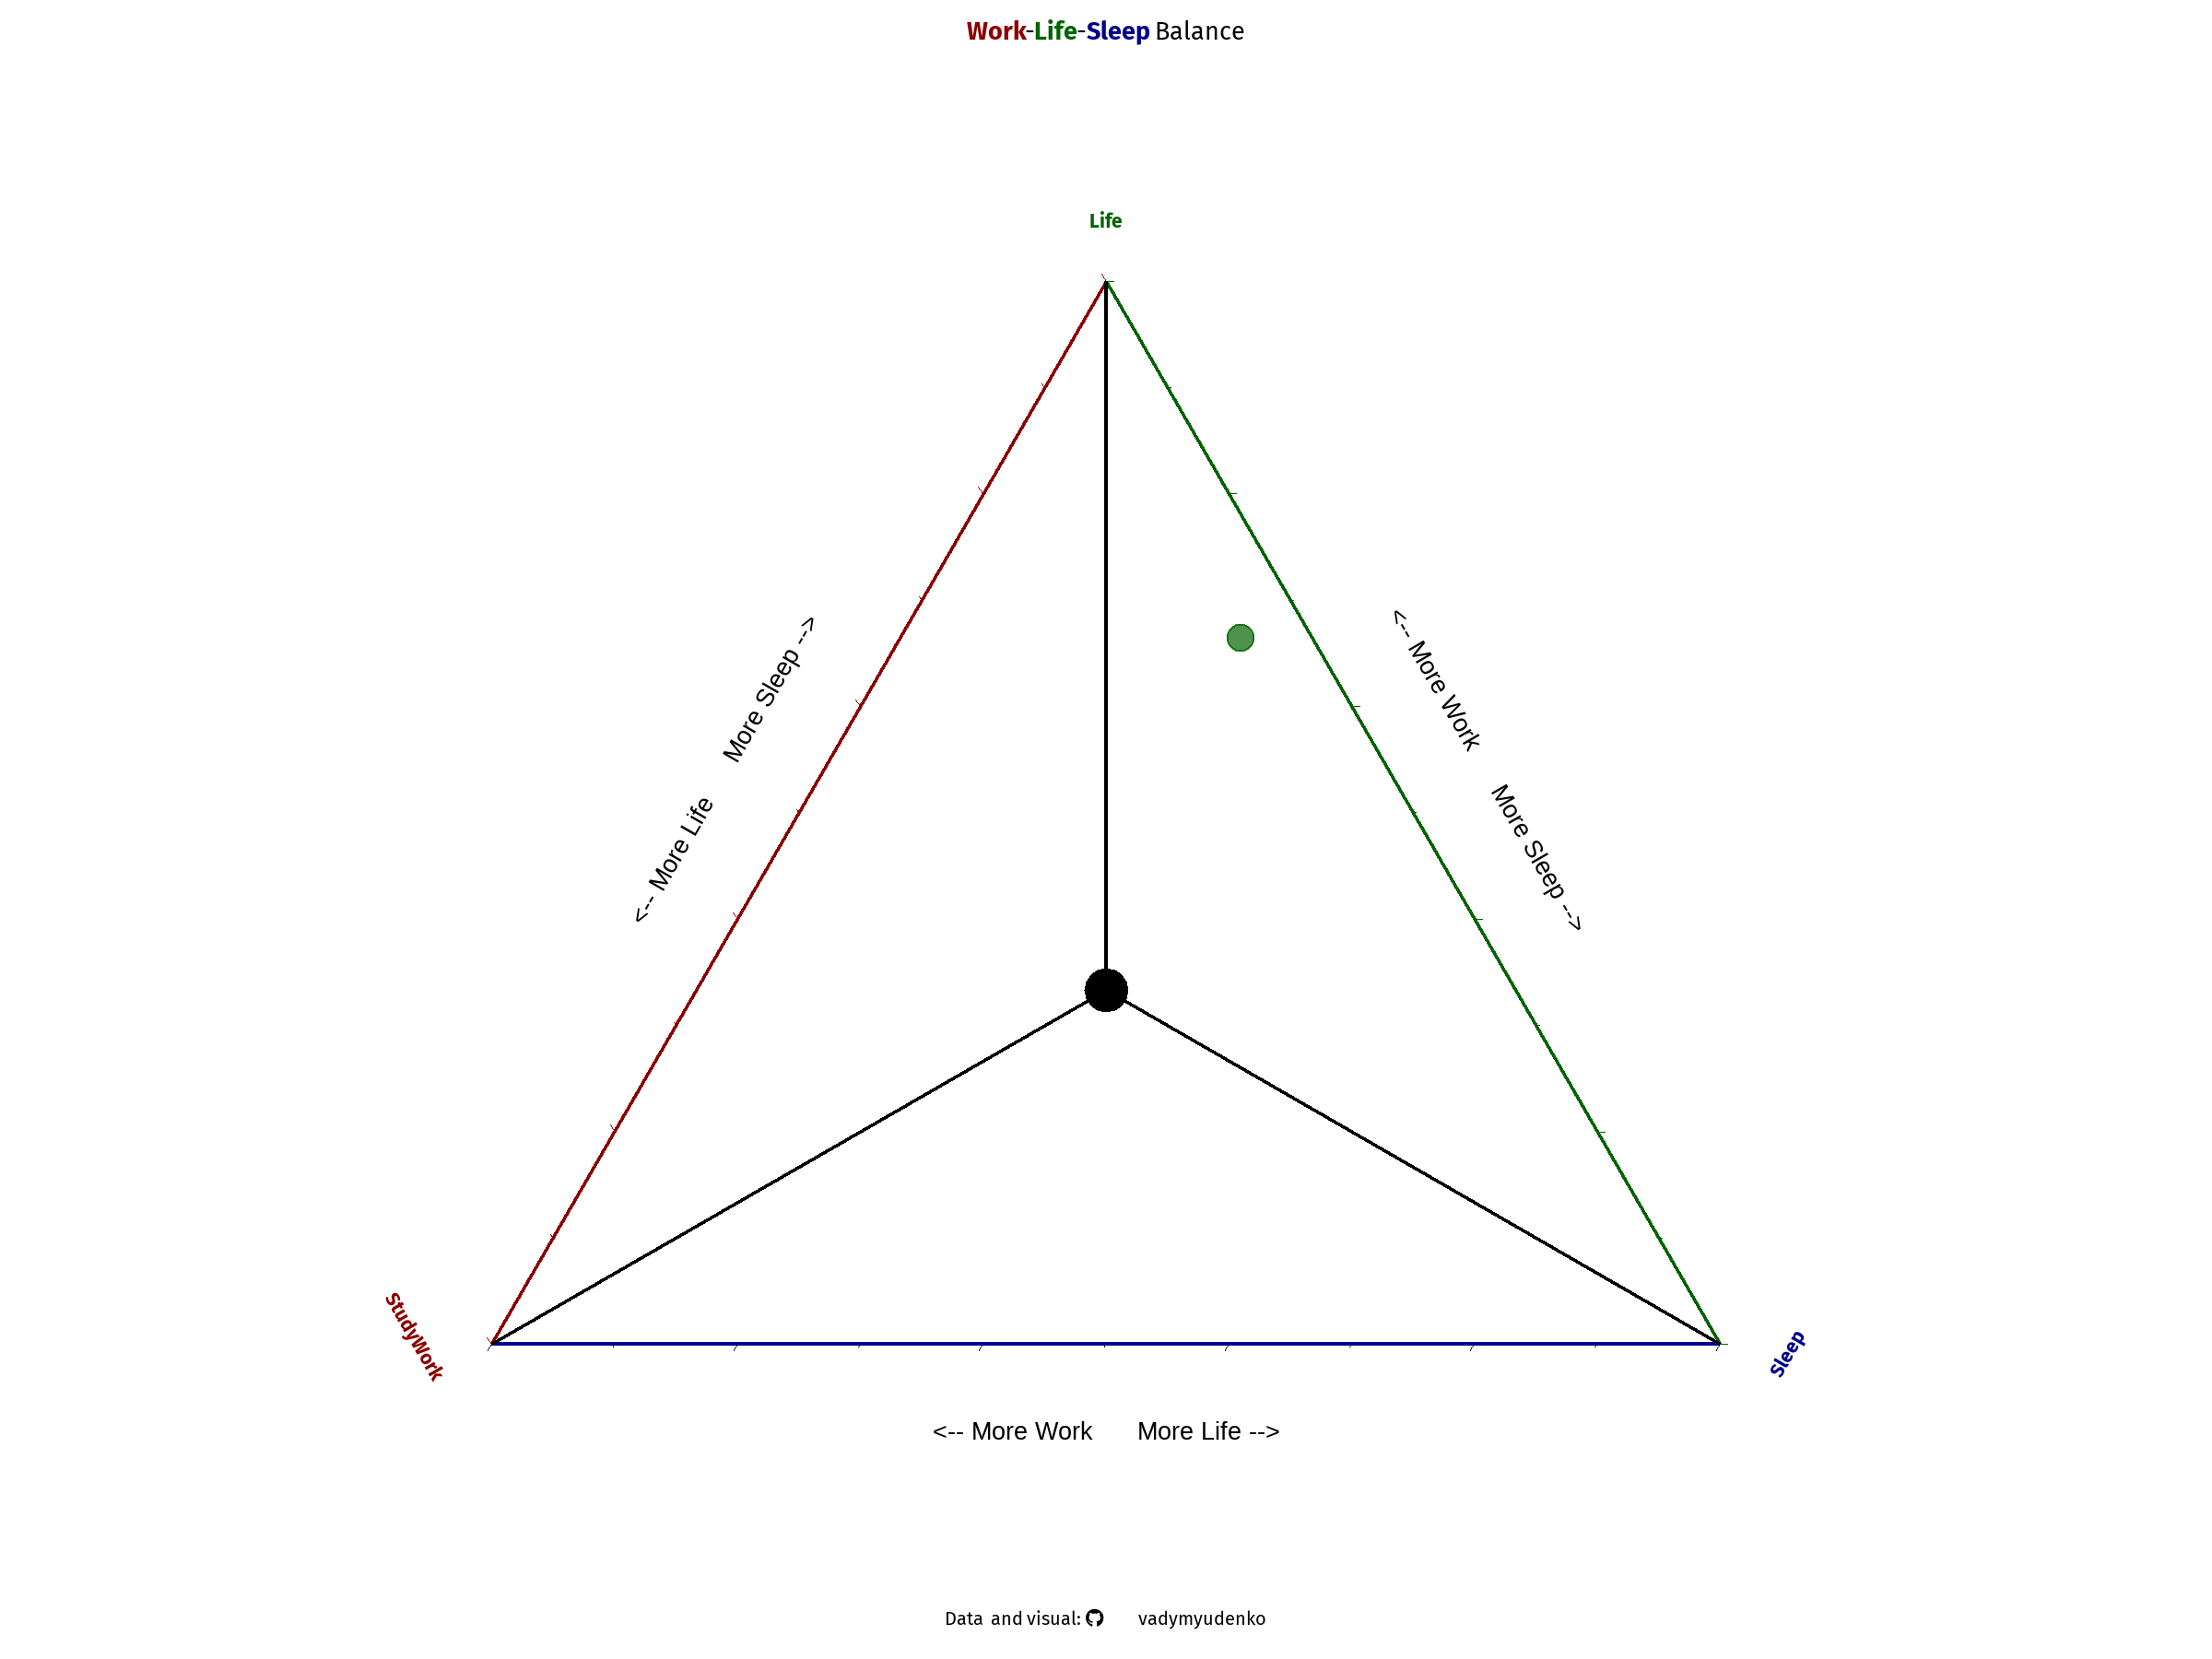 Work-Life-Sleep Balance
Life
<-- More Life     More Sleep -->
<-- More Work     More Sleep -->
StudyWork
Sleep
<-- More Work     More Life -->
Data and visual: vadymyudenko